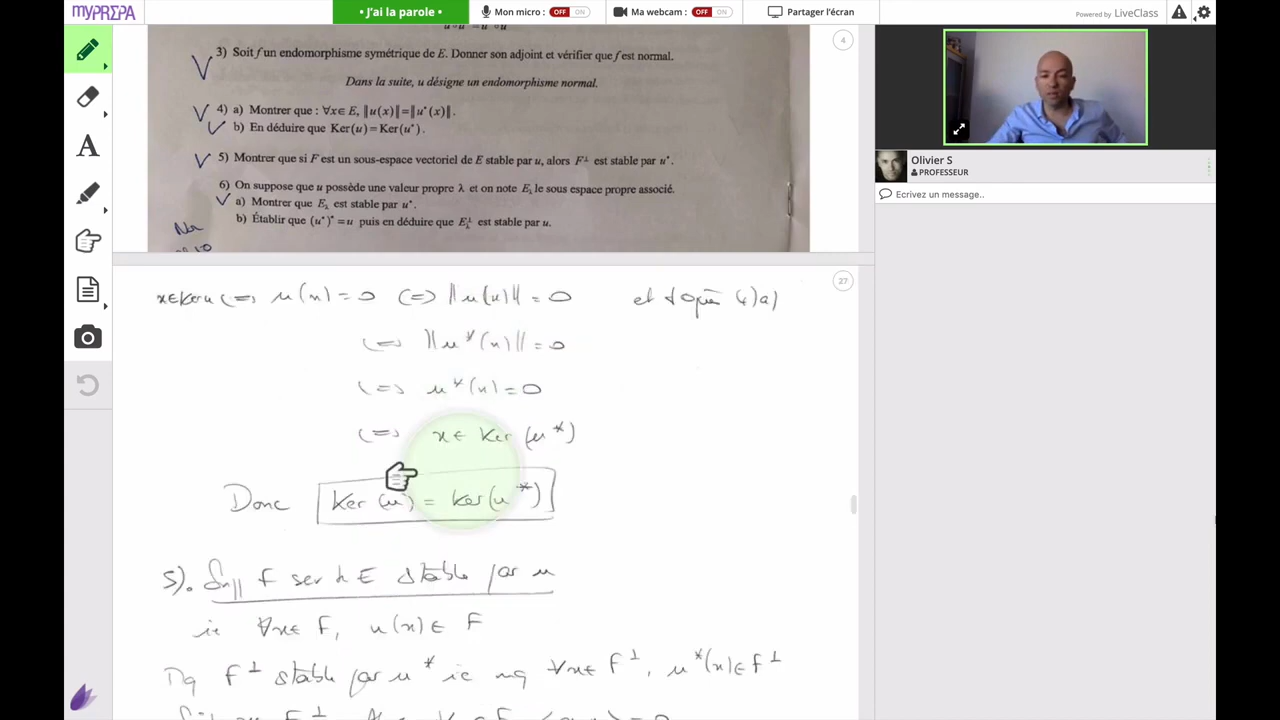 MYPRÉPA
• J'ai la parole •
Mon micro : OFF ON
Ma webcam : OFF ON
Partager l'écran
Powered by LiveClass
4
3) Soit f un endomorphisme symétrique de E. Donner son adjoint et vérifier que f est normal.
Dans la suite, u désigne un endomorphisme normal.
4) a) Montrer que : ∀x∈E, ‖u(x)‖=‖u*(x)‖.
b) En déduire que Ker(u)=Ker(u*).
5) Montrer que si F est un sous-espace vectoriel de E stable par u, alors F⊥ est stable par u*.
6) On suppose que u possède une valeur propre λ et on note Eλ le sous espace propre associé.
a) Montrer que Eλ est stable par u*.
b) Établir que (u*)* = u puis en déduire que Eλ⊥ est stable par u.
A
27
x∈Ker u ⟺ u(x) = 0 ⟺ ‖u(x)‖ = 0 et d'après 4)a)
⟺ ‖u*(x)‖ = 0
⟺ u*(x) = 0
⟺ x ∈ Ker (u*)
Donc Ker (u) = Ker(u*)
5). F sev de E stable par u
ie ∀x∈ F, u(x) ∈ F
Mq F⊥ stable par u* ie mq ∀x∈ F⊥, u*(x)∈F⊥
Olivier S
PROFESSEUR
Ecrivez un message..